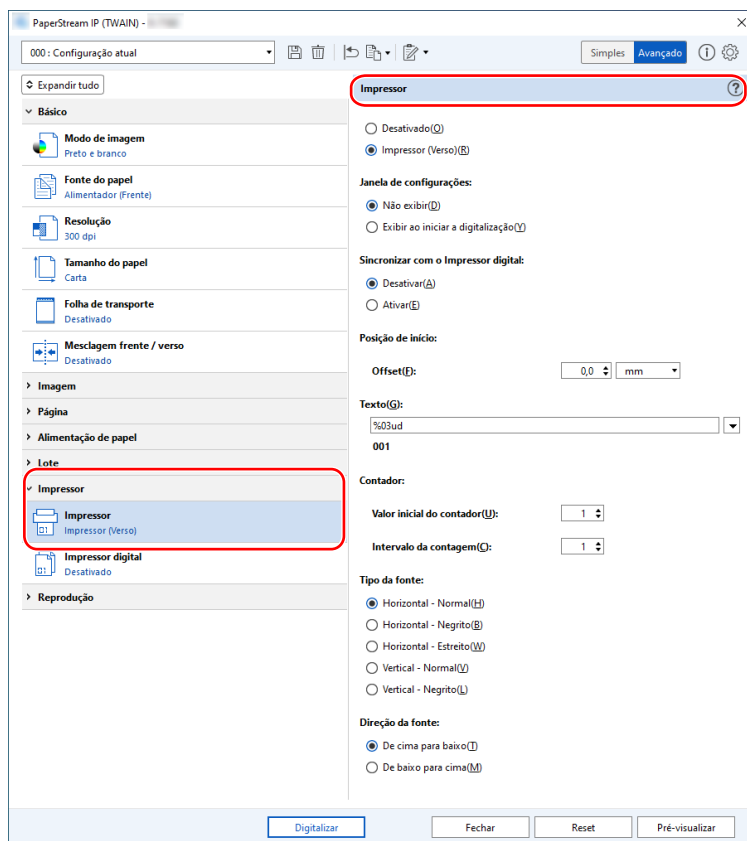 PaperStream IP (TWAIN) -
000 : Configuração atual
Simples
Avançado
Expandir tudo
Básico
Modo de imagem
Preto e branco
Fonte do papel
Alimentador (Frente)
Resolução
300 dpi
Tamanho do papel
Carta
Folha de transporte
Desativado
Mesclagem frente / verso
Desativado
Imagem
Página
Alimentação de papel
Lote
Impressor
Impressor
Impressor (Verso)
Impressor digital
Desativado
Reprodução
Impressor
Desativado(O)
Impressor (Verso)(R)
Janela de configurações:
Não exibir(D)
Exibir ao iniciar a digitalização(Y)
Sincronizar com o Impressor digital:
Desativar(A)
Ativar(E)
Posição de início:
Offset(F): 0,0 mm
Texto(G):
%03ud
001
Contador:
Valor inicial do contador(U): 1
Intervalo da contagem(C): 1
Tipo da fonte:
Horizontal - Normal(H)
Horizontal - Negrito(B)
Horizontal - Estreito(W)
Vertical - Normal(V)
Vertical - Negrito(L)
Direção da fonte:
De cima para baixo(T)
De baixo para cima(M)
Digitalizar
Fechar
Reset
Pré-visualizar